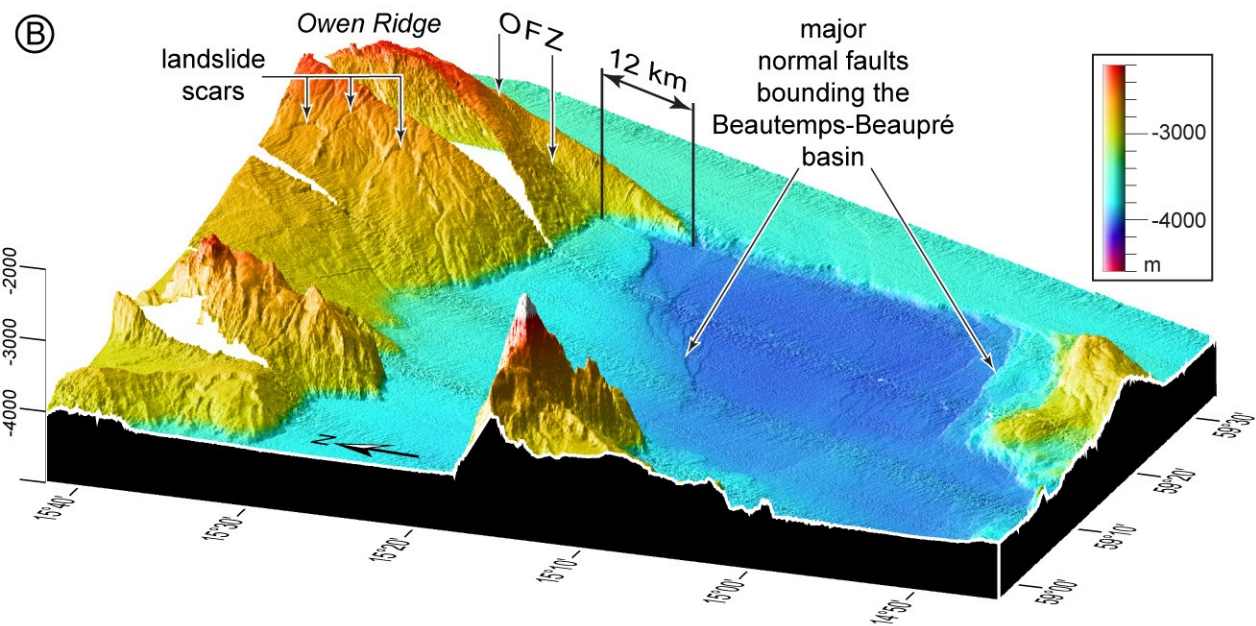 B
Owen Ridge
OFZ
landslide
scars
12 km
major
normal faults
bounding the
Beautemps-Beaupré
basin
-3000
-4000
m
-2000
-3000
-4000
N
15°40'
15°30'
15°20'
15°10'
15°00'
14°50'
59°00'
59°10'
59°20'
59°30'